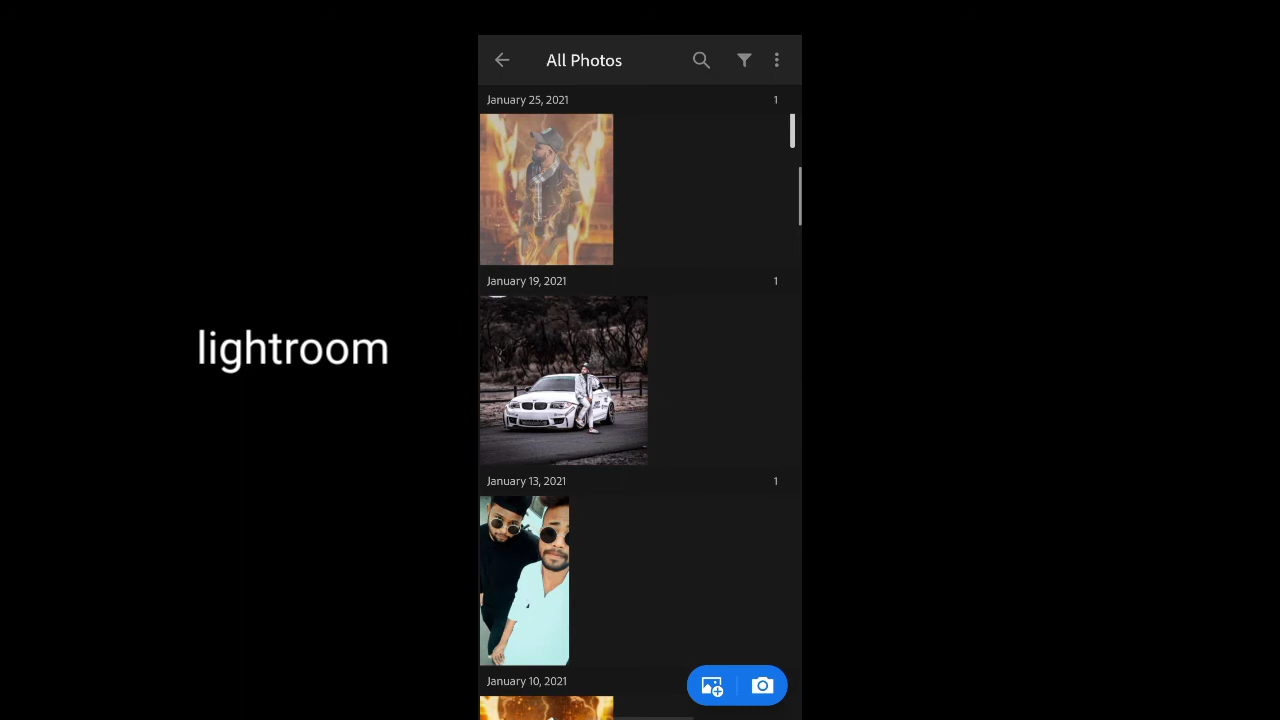 All Photos
January 25, 2021 1
January 19, 2021 1
lightroom
January 13, 2021 1
January 10, 2021